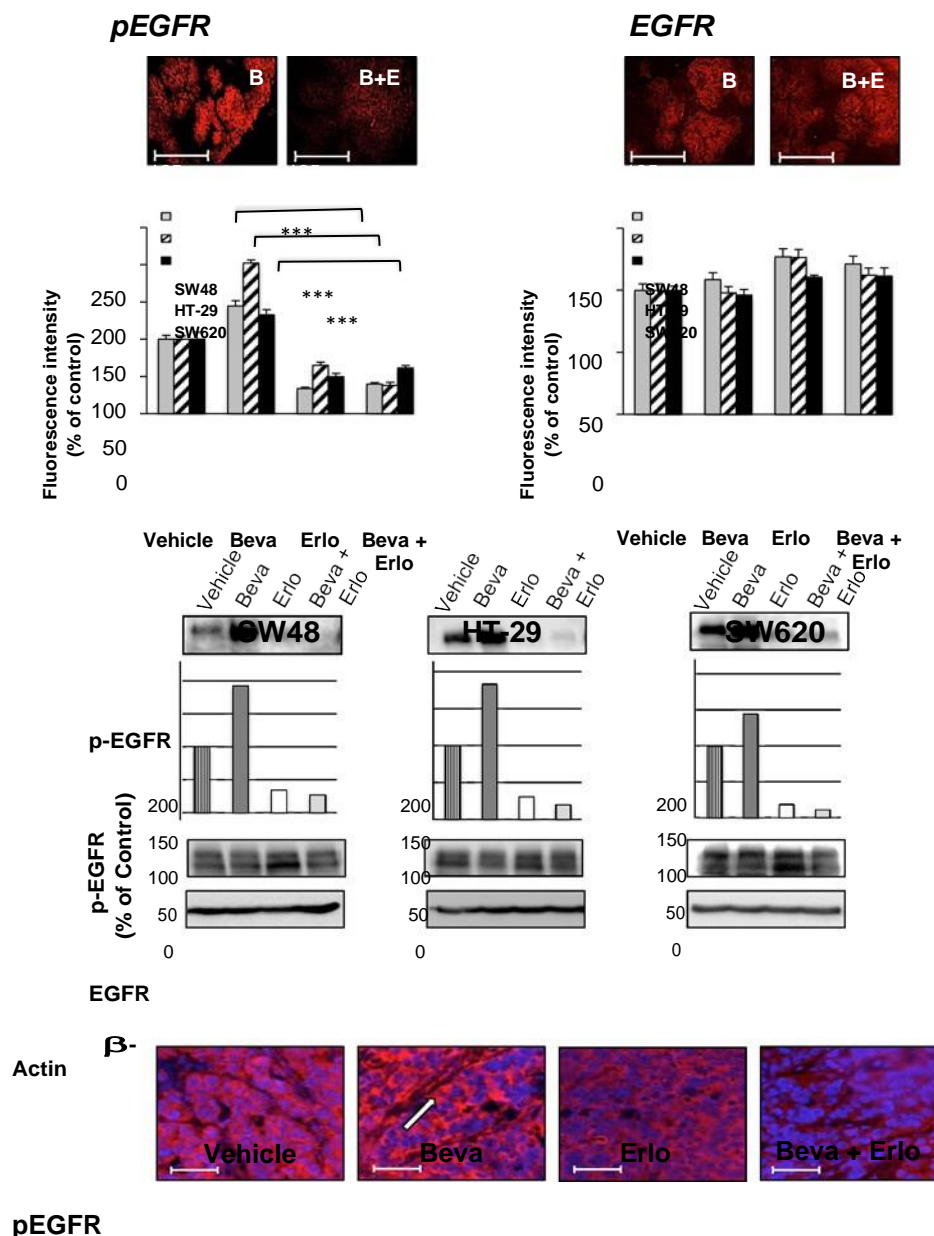 pEGFR EGFR
B B+E B B+E
***
SW48
HT-29
SW620
***
***
Fluorescence intensity
(% of control)
250
200
150
100
50
0
SW48
HT-29
SW620
Fluorescence intensity
(% of control)
150
100
50
0
Vehicle Beva Erlo Beva +
Erlo
Vehicle Beva Erlo Beva +
Erlo
Vehicle Beva Erlo Beva +
Erlo
Vehicle Beva Erlo Beva +
Erlo
Vehicle Beva Erlo Beva +
Erlo
SW48 HT-29 SW620
p-EGFR
p-EGFR
(% of Control)
200 200 200
150 150 150
100 100 100
50 50 50
0 0 0
EGFR
β-
Actin
Vehicle Beva Erlo Beva + Erlo
pEGFR